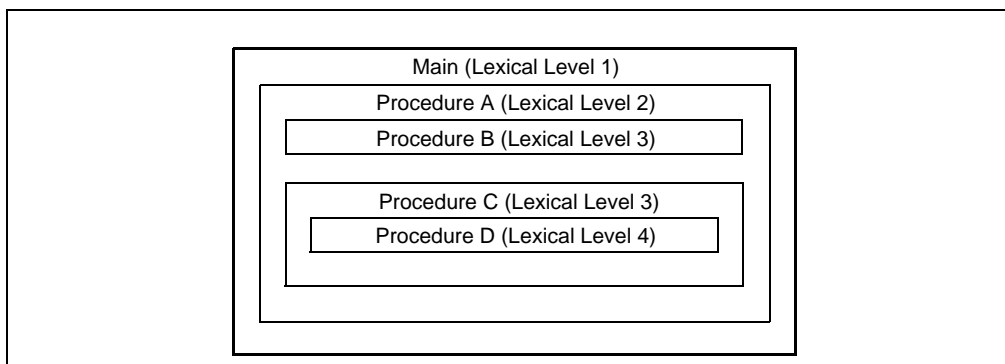 Main (Lexical Level 1)
Procedure A (Lexical Level 2)
Procedure B (Lexical Level 3)
Procedure C (Lexical Level 3)
Procedure D (Lexical Level 4)